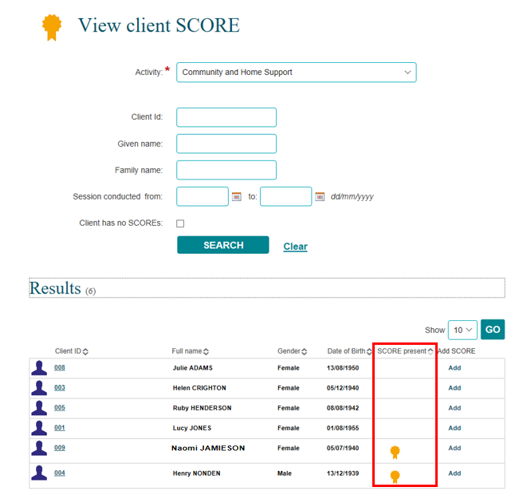 View client SCORE
Activity: * Community and Home Support
Client Id:
Given name:
Family name:
Session conducted from: to: dd/mm/yyyy
Client has no SCOREs:
SEARCH Clear
Results (6)
Show 10 GO
Client ID Full name Gender Date of Birth SCORE present Add SCORE
008 Julie ADAMS Female 13/08/1950 Add
003 Helen CRIGHTON Female 05/12/1940 Add
005 Ruby HENDERSON Female 08/08/1942 Add
001 Lucy JONES Female 01/08/1955 Add
009 Naomi JAMIESON Female 05/07/1940 Add
004 Henry NONDEN Male 13/12/1939 Add